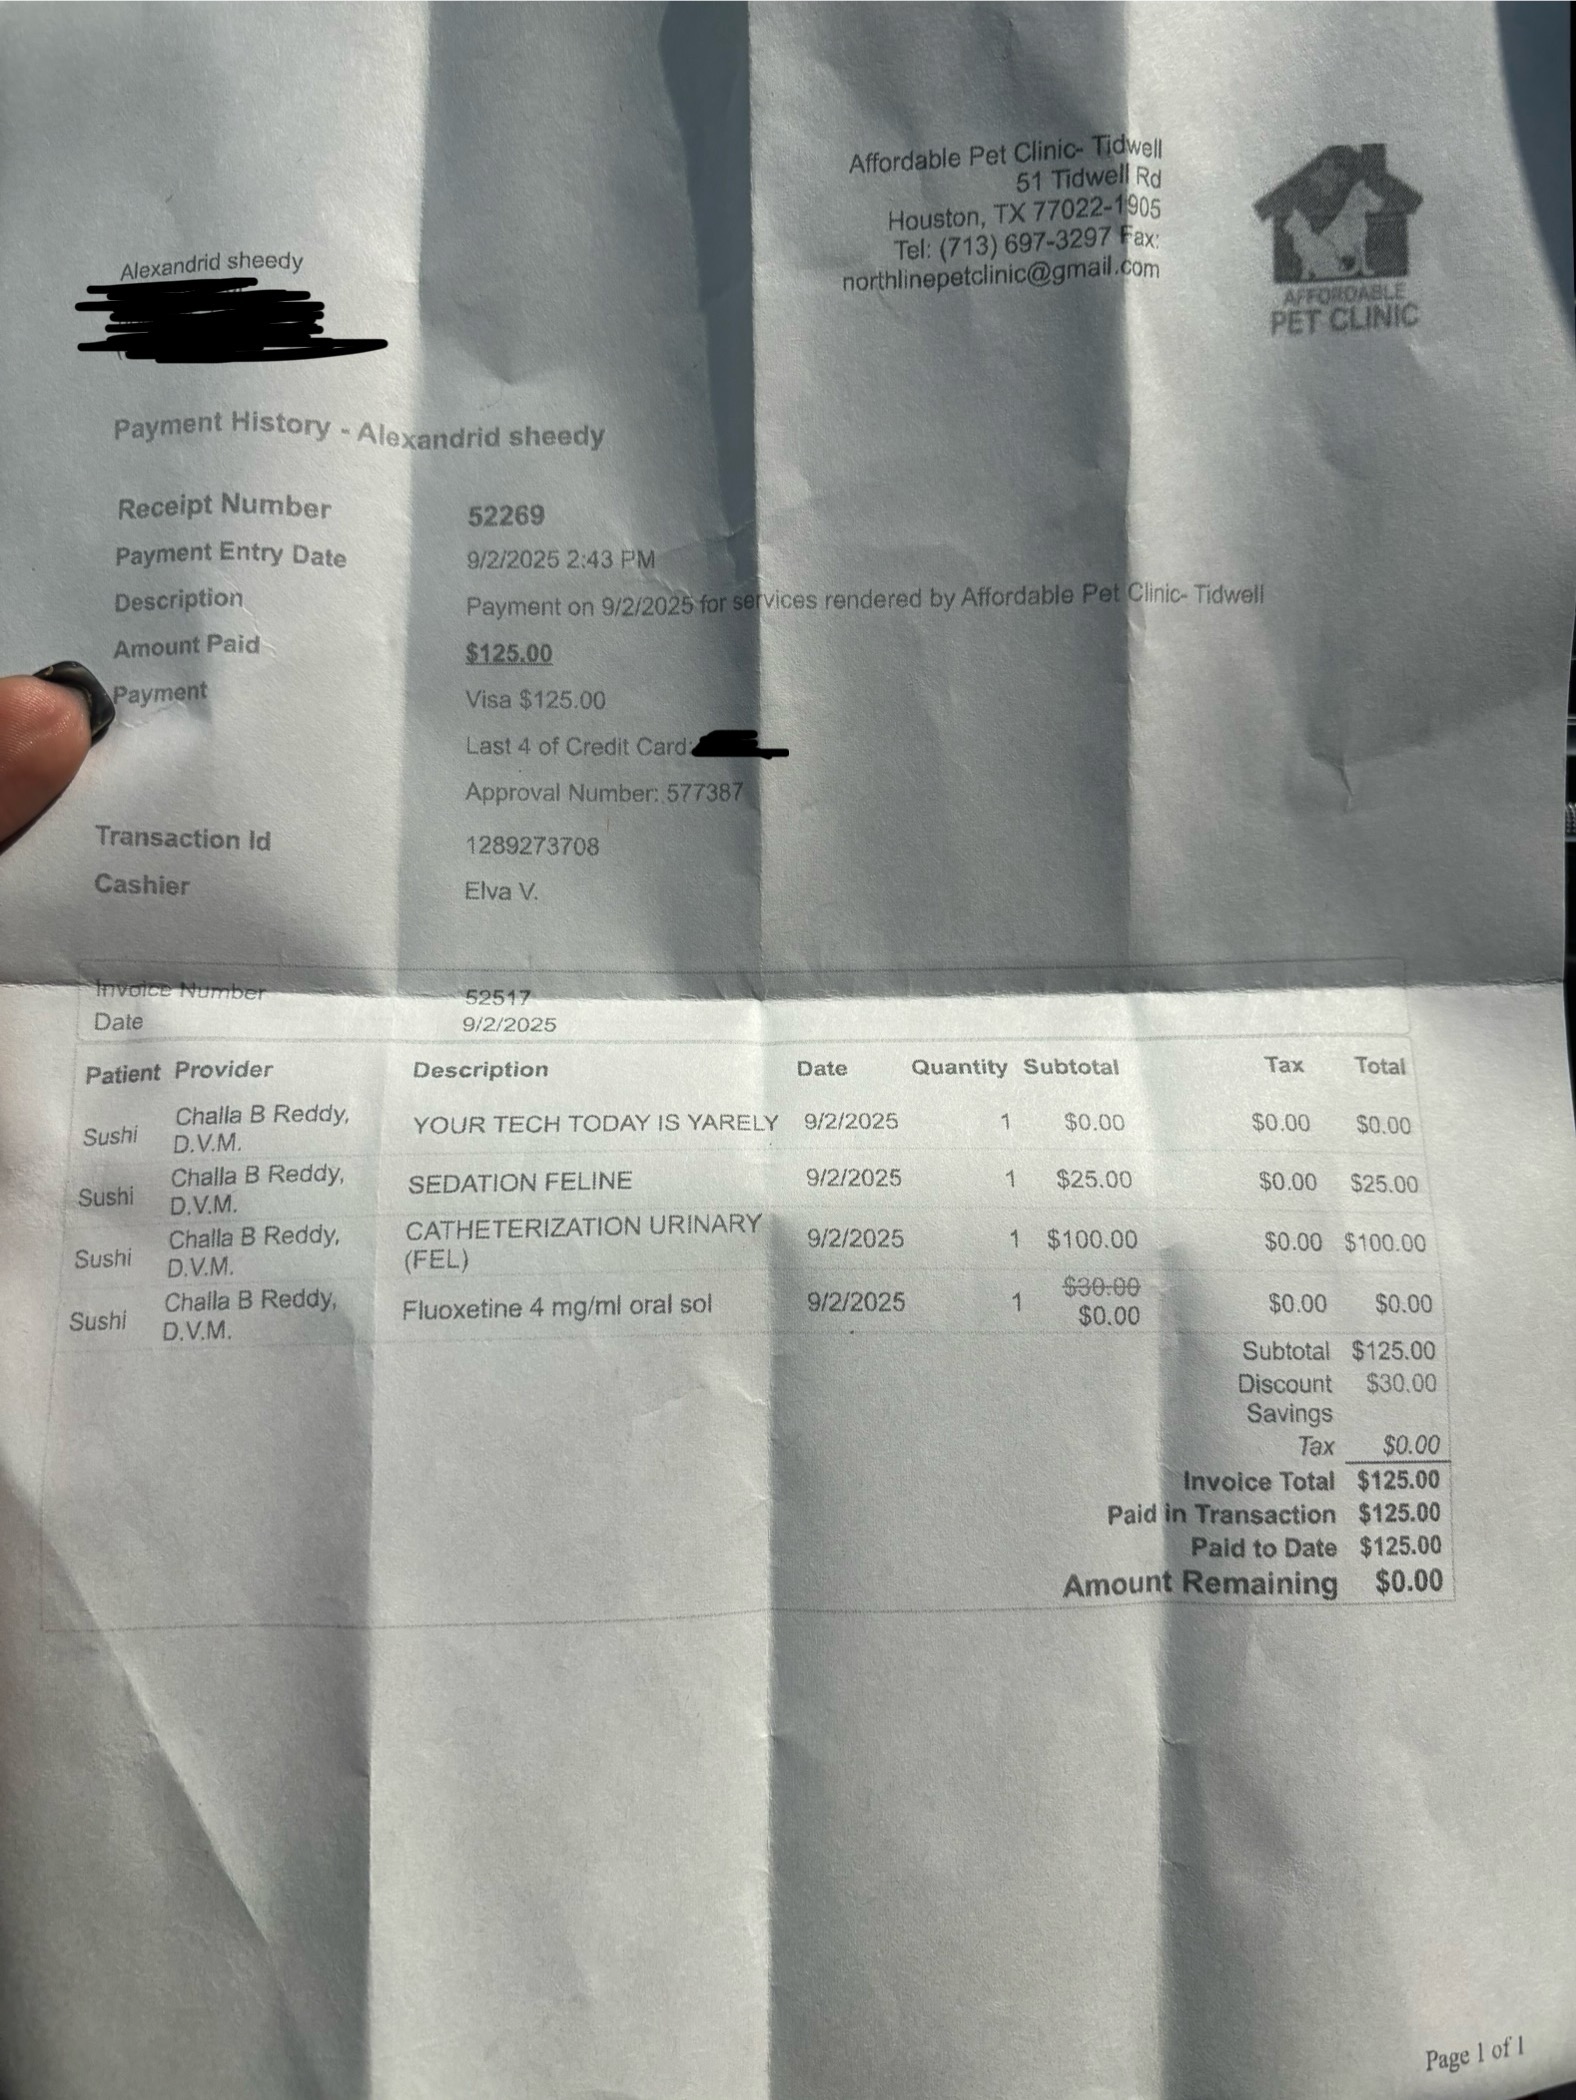 Affordable Pet Clinic- Tidwell
51 Tidwell Rd
Houston, TX 77022-1905
Tel: (713) 697-3297 Fax:
northlinepetclinic@gmail.com
AFFORDABLE
PET CLINIC
Alexandrid sheedy
Payment History - Alexandrid sheedy
Receipt Number 52269
Payment Entry Date 9/2/2025 2:43 PM
Description Payment on 9/2/2025 for services rendered by Affordable Pet Clinic- Tidwell
Amount Paid $125.00
Payment Visa $125.00
Last 4 of Credit Card:
Approval Number: 577387
Transaction Id 1289273708
Cashier Elva V.
Invoice Number 52517
Date 9/2/2025
Patient Provider Description Date Quantity Subtotal Tax Total
Sushi Challa B Reddy, D.V.M. YOUR TECH TODAY IS YARELY 9/2/2025 1 $0.00 $0.00 $0.00
Sushi Challa B Reddy, D.V.M. SEDATION FELINE 9/2/2025 1 $25.00 $0.00 $25.00
Sushi Challa B Reddy, D.V.M. CATHETERIZATION URINARY (FEL) 9/2/2025 1 $100.00 $0.00 $100.00
Sushi Challa B Reddy, D.V.M. Fluoxetine 4 mg/ml oral sol 9/2/2025 1 $30.00 $0.00 $0.00 $0.00
Subtotal $125.00
Discount Savings $30.00
Tax $0.00
Invoice Total $125.00
Paid in Transaction $125.00
Paid to Date $125.00
Amount Remaining $0.00
Page 1 of 1